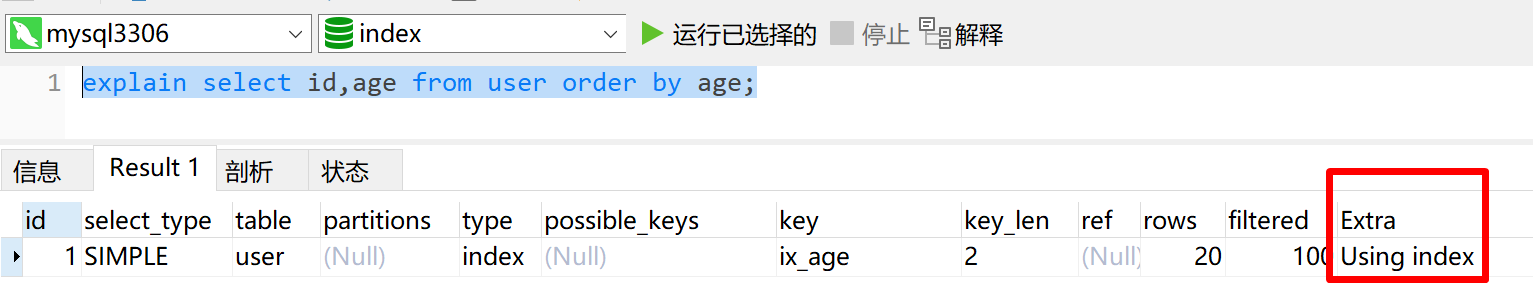 mysql3306 index 运行已选择的 停止 解释
1 explain select id,age from user order by age;
信息 Result 1 剖析 状态
id select_type table partitions type possible_keys key key_len ref rows filtered Extra
1 SIMPLE user (Null) index (Null) ix_age 2 (Null) 20 100 Using index